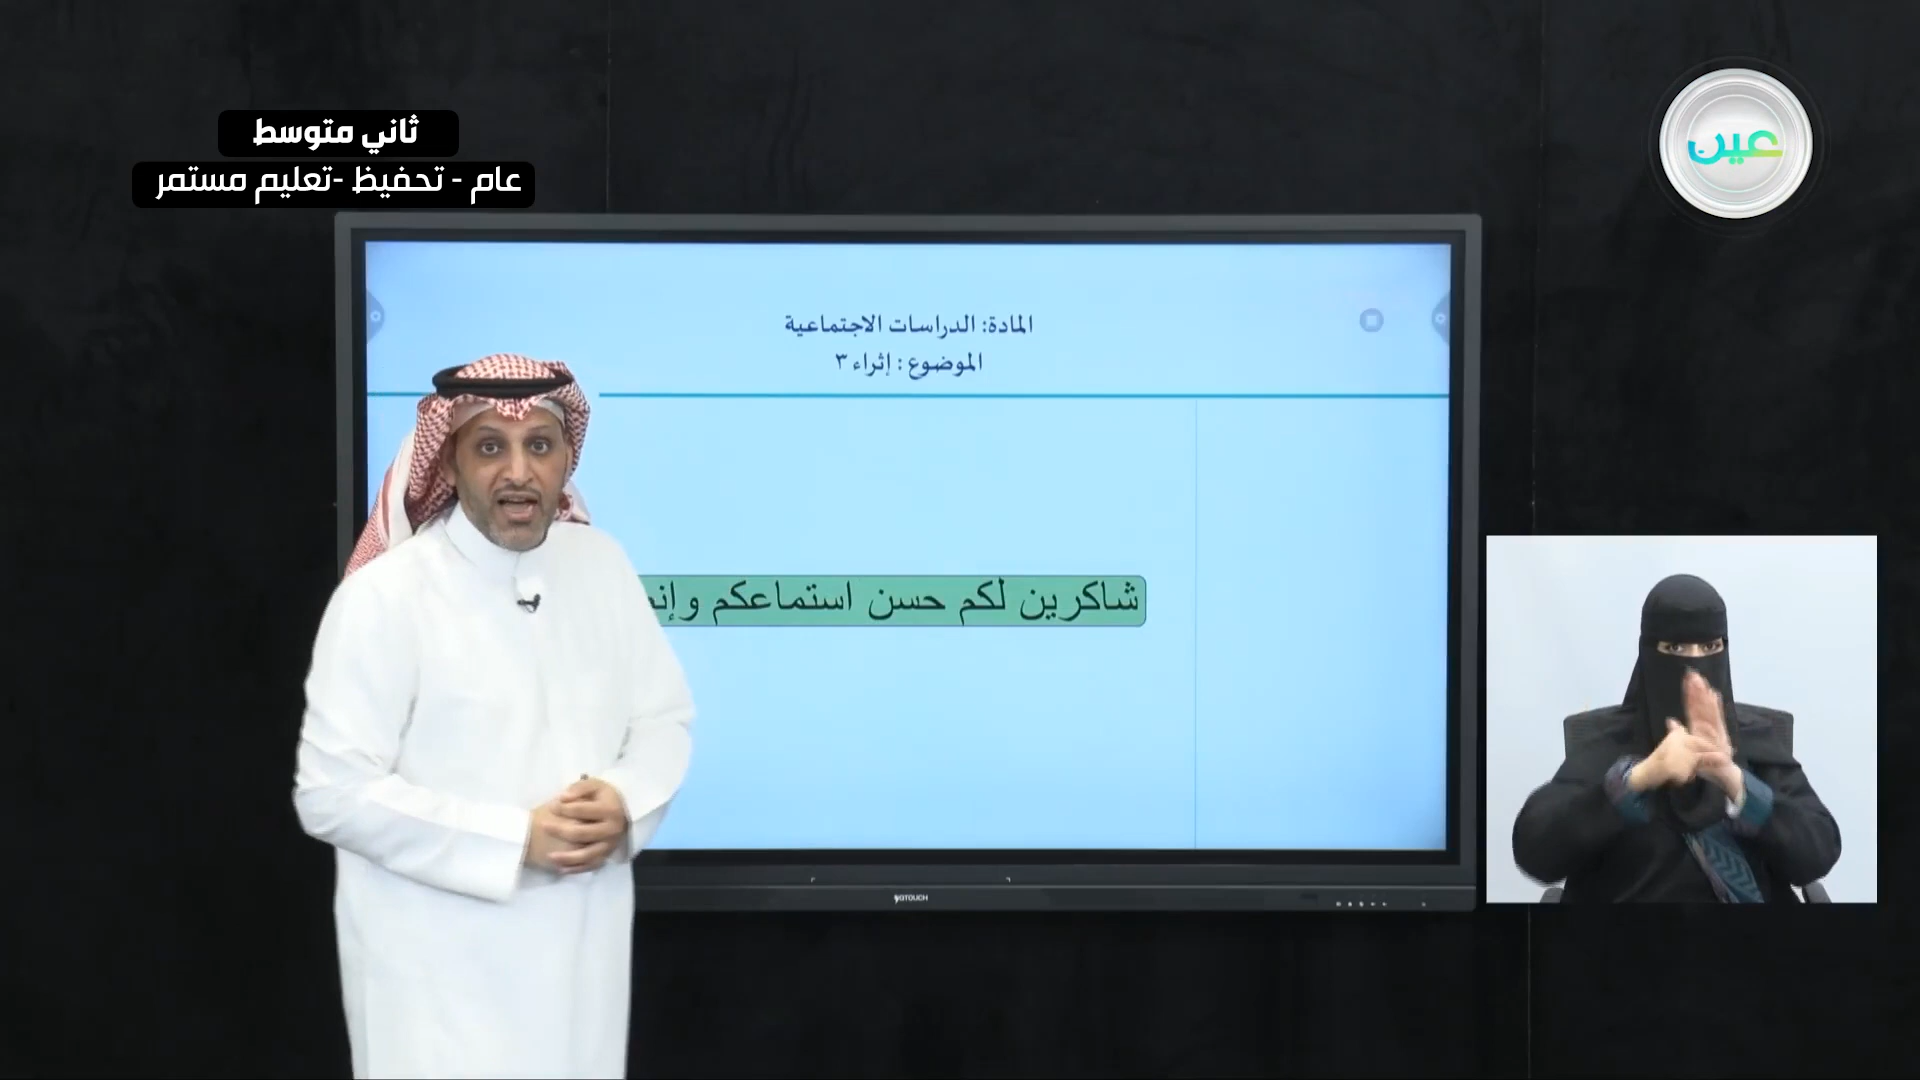 ثاني متوسط
عام - تحفيظ -تعليم مستمر
عين
المادة: الدراسات الاجتماعية
الموضوع : إثراء ٣
شاكرين لكم حسن استماعكم